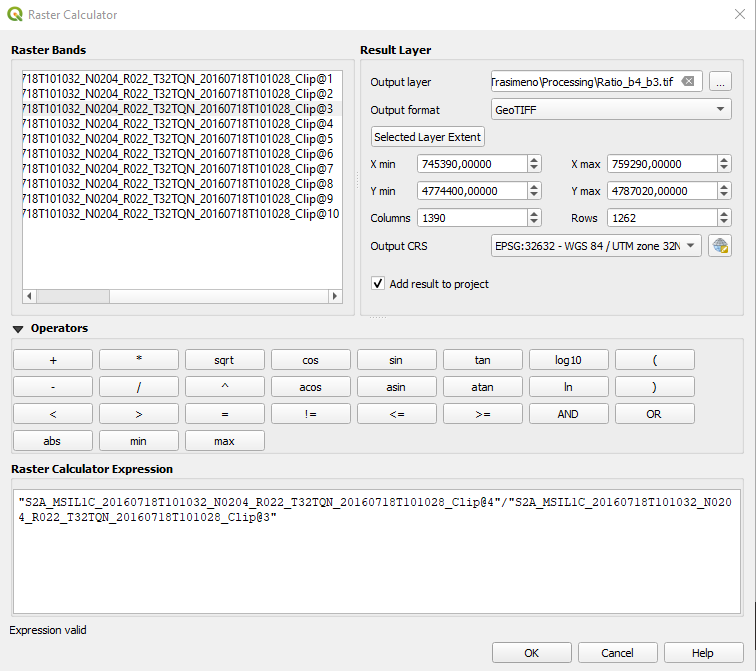 Raster Calculator
Raster Bands
718T101032_N0204_R022_T32TQN_20160718T101028_Clip@1
718T101032_N0204_R022_T32TQN_20160718T101028_Clip@2
718T101032_N0204_R022_T32TQN_20160718T101028_Clip@3
718T101032_N0204_R022_T32TQN_20160718T101028_Clip@4
718T101032_N0204_R022_T32TQN_20160718T101028_Clip@5
718T101032_N0204_R022_T32TQN_20160718T101028_Clip@6
718T101032_N0204_R022_T32TQN_20160718T101028_Clip@7
718T101032_N0204_R022_T32TQN_20160718T101028_Clip@8
718T101032_N0204_R022_T32TQN_20160718T101028_Clip@9
718T101032_N0204_R022_T32TQN_20160718T101028_Clip@10
Result Layer
Output layer Trasimeno\Processing\Ratio_b4_b3.tif ...
Output format GeoTIFF
Selected Layer Extent
X min 745390,00000 X max 759290,00000
Y min 4774400,00000 Y max 4787020,00000
Columns 1390 Rows 1262
Output CRS EPSG:32632 - WGS 84 / UTM zone 32N
Add result to project
Operators
+ * sqrt cos sin tan log10 (
- / ^ acos asin atan ln )
< > = != <= >= AND OR
abs min max
Raster Calculator Expression
"S2A_MSIL1C_20160718T101032_N0204_R022_T32TQN_20160718T101028_Clip@4"/"S2A_MSIL1C_20160718T101032_N020
4_R022_T32TQN_20160718T101028_Clip@3"
Expression valid
OK Cancel Help